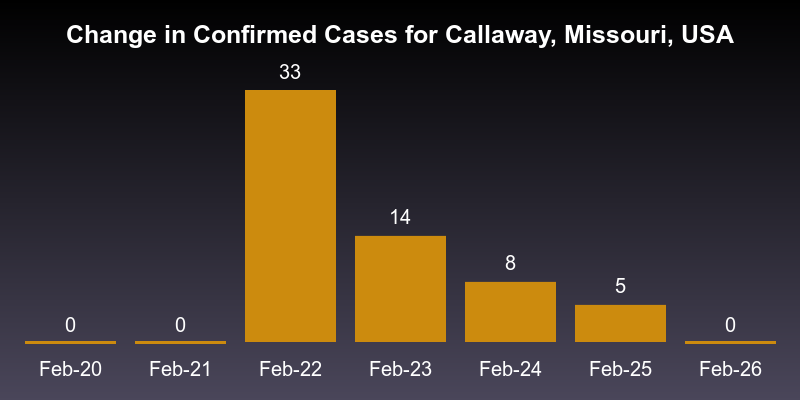 Change in Confirmed Cases for Callaway, Missouri, USA
33
14
8
5
0 0 0
Feb-20 Feb-21 Feb-22 Feb-23 Feb-24 Feb-25 Feb-26